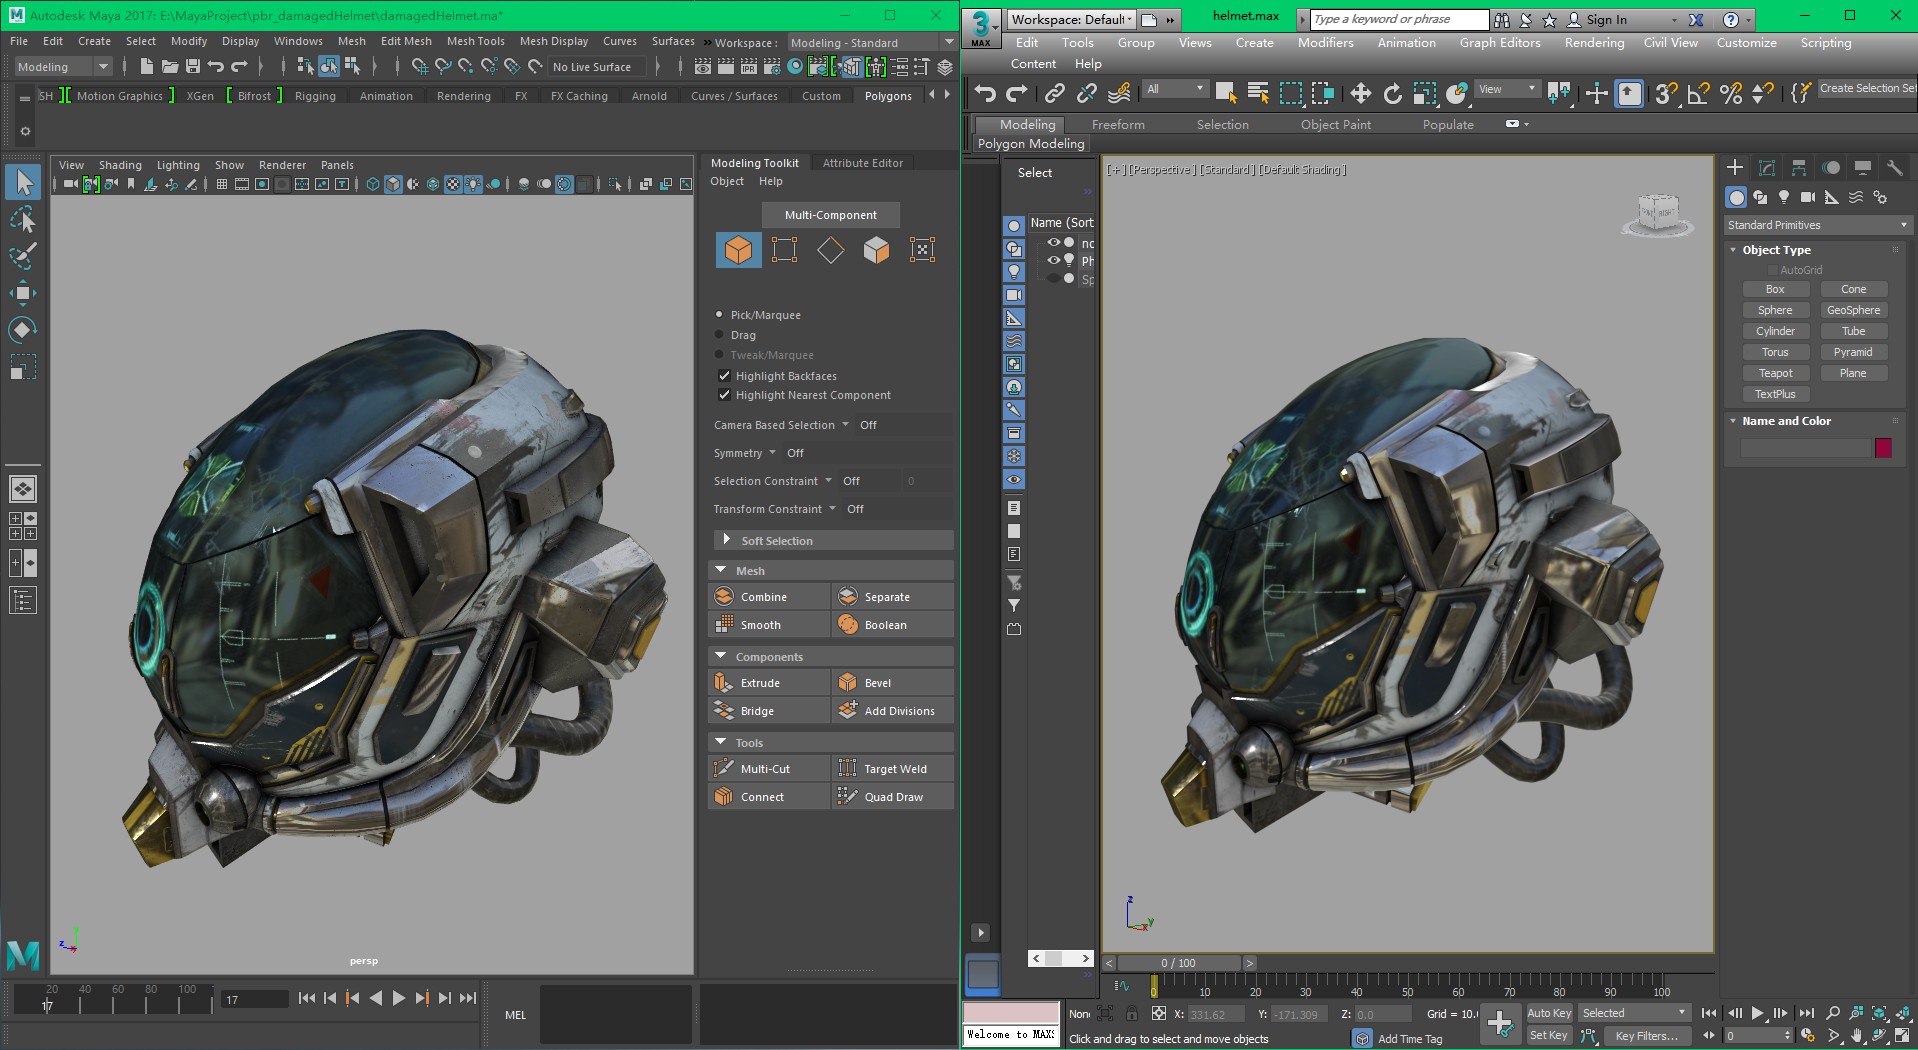 Autodesk Maya 2017: E:\MayaProject\pbr_damagedHelmet\damagedHelmet.ma*
File Edit Create Select Modify Display Windows Mesh Edit Mesh Mesh Tools Mesh Display Curves Surfaces » Workspace : Modeling - Standard
Modeling No Live Surface IPR
SH Motion Graphics XGen Bifrost Rigging Animation Rendering FX FX Caching Arnold Curves / Surfaces Custom Polygons
View Shading Lighting Show Renderer Panels
Modeling Toolkit Attribute Editor
Object Help
Multi-Component
Pick/Marquee
Drag
Tweak/Marquee
Highlight Backfaces
Highlight Nearest Component
Camera Based Selection Off
Symmetry Off
Selection Constraint Off 0
Transform Constraint Off
Soft Selection
Mesh
Combine Separate
Smooth Boolean
Components
Extrude Bevel
Bridge Add Divisions
Tools
Multi-Cut Target Weld
Connect Quad Draw
y
z x
persp
M
20 40 60 80 100
17
17
MEL
3 MAX
Workspace: Default
helmet.max
Type a keyword or phrase
Sign In
Edit Tools Group Views Create Modifiers Animation Graph Editors Rendering Civil View Customize Scripting
Content Help
All View Create Selection Set
Modeling Freeform Selection Object Paint Populate
Polygon Modeling
Select
Name (Sort
no
Ph
Sp
[+] [Perspective] [Standard] [Default Shading]
FRONT RIGHT
Standard Primitives
Object Type
AutoGrid
Box Cone
Sphere GeoSphere
Cylinder Tube
Torus Pyramid
Teapot Plane
TextPlus
Name and Color
z
y
x
< 0 / 100 >
0 10 20 30 40 50 60 70 80 90 100
Welcome to MAXS
None X: 331.62 Y: -171.309 Z: 0.0 Grid = 10.0
Click and drag to select and move objects
Add Time Tag
Auto Key Selected
Set Key Key Filters...
0